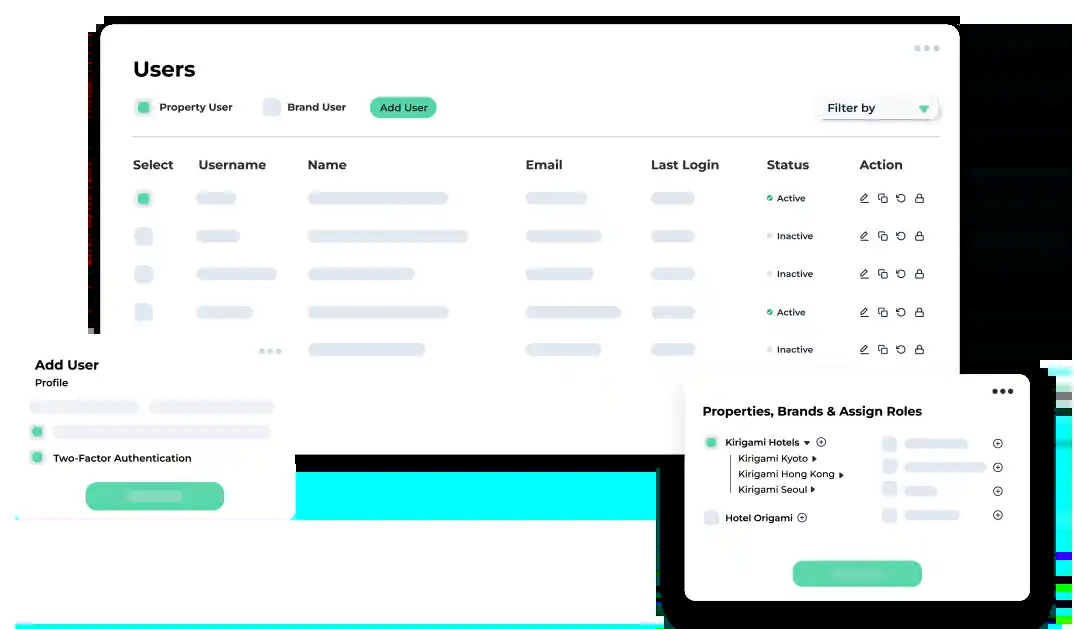 Users
Property User Brand User Add User Filter by
Select Username Name Email Last Login Status Action
Active
Inactive
Inactive
Active
Inactive
Add User
Profile
Two-Factor Authentication
Properties, Brands & Assign Roles
Kirigami Hotels
Kirigami Kyoto
Kirigami Hong Kong
Kirigami Seoul
Hotel Origami